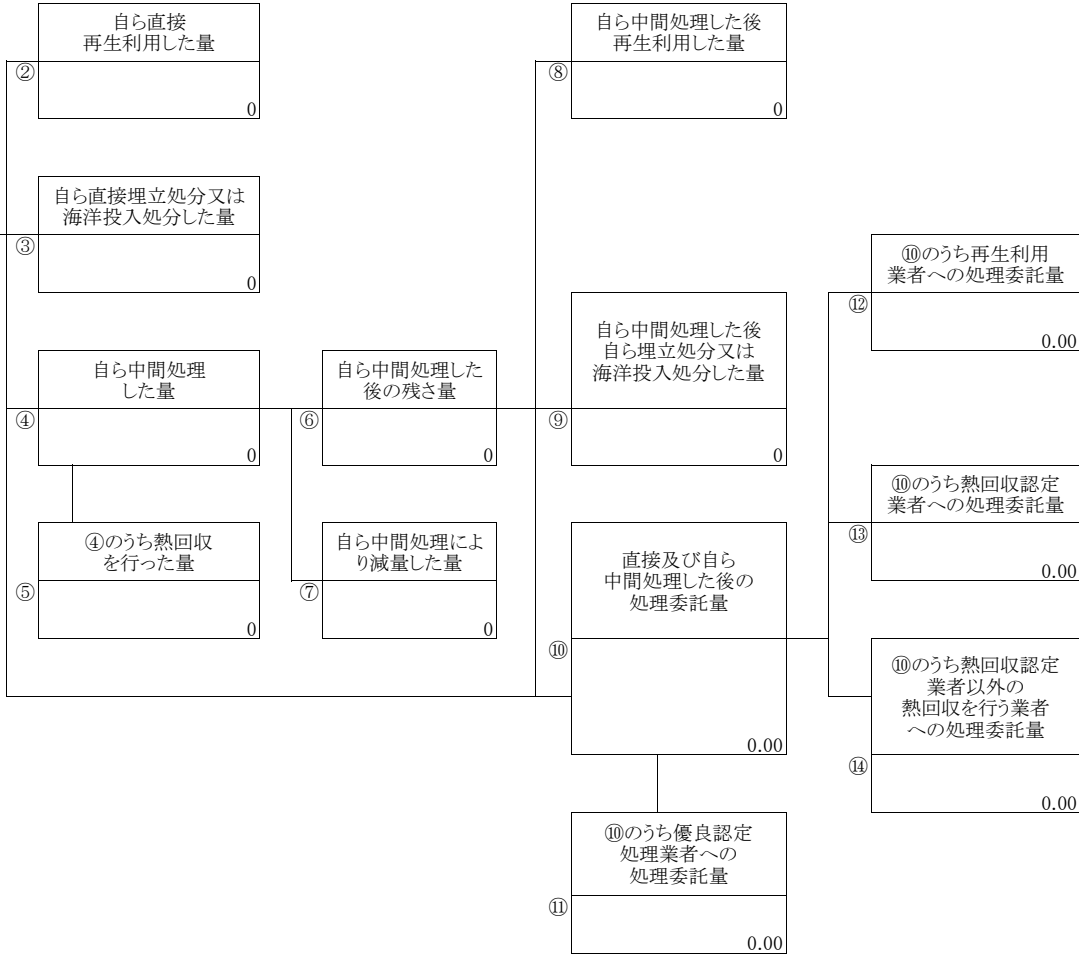 自ら直接
再生利用した量
②
0
自ら直接埋立処分又は
海洋投入処分した量
③
0
自ら中間処理
した量
④
0
④のうち熱回収
を行った量
⑤
0
自ら中間処理した
後の残さ量
⑥
0
自ら中間処理によ
り減量した量
⑦
0
自ら中間処理した後
再生利用した量
⑧
0
自ら中間処理した後
自ら埋立処分又は
海洋投入処分した量
⑨
0
直接及び自ら
中間処理した後の
処理委託量
⑩
0.00
⑩のうち優良認定
処理業者への
処理委託量
⑪
0.00
⑩のうち再生利用
業者への処理委託量
⑫
0.00
⑩のうち熱回収認定
業者への処理委託量
⑬
0.00
⑩のうち熱回収認定
業者以外の
熱回収を行う業者
への処理委託量
⑭
0.00